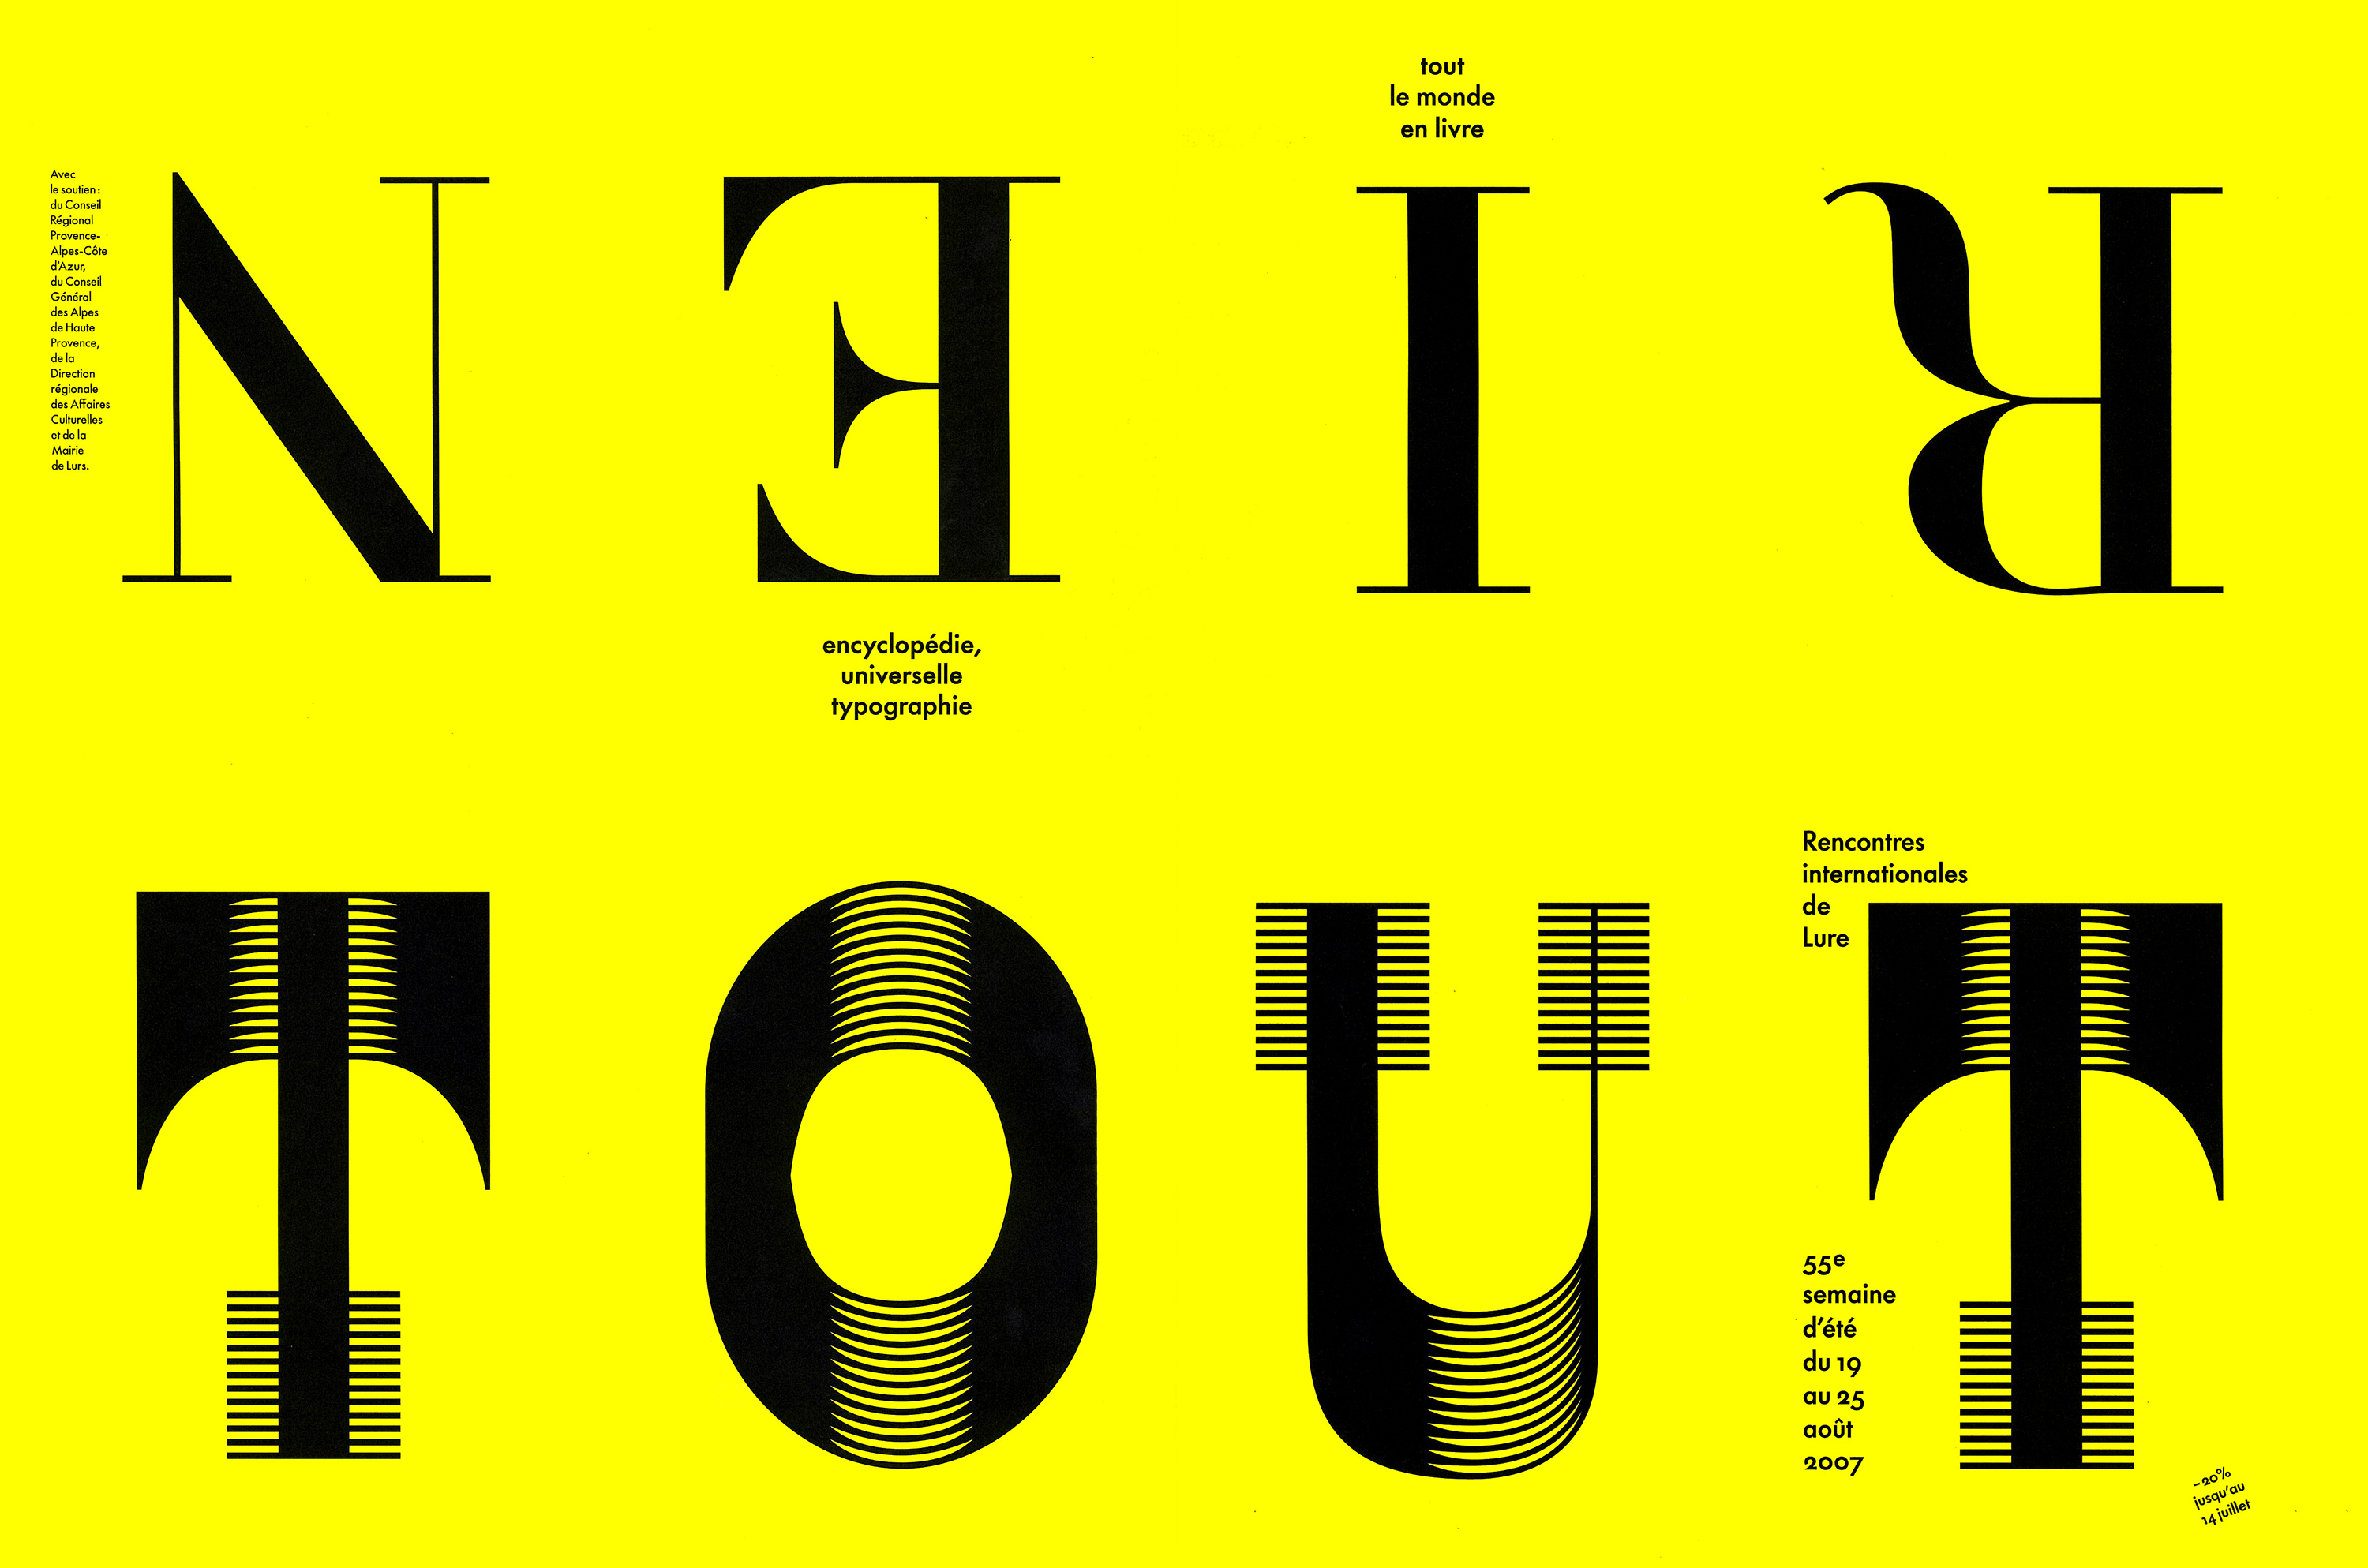 tout
le monde
en livre
Avec
le soutien :
du Conseil
Régional
Provence-
Alpes-Côte
d'Azur,
du Conseil
Général
des Alpes
de Haute
Provence,
de la
Direction
régionale
des Affaires
Culturelles
et de la
Mairie
de Lurs.
RIEN
encyclopédie,
universelle
typographie
Rencontres
internationales
de
Lure
TOUT
55e
semaine
d'été
du 19
au 25
août
2007
–20%
jusqu'au
14 juillet